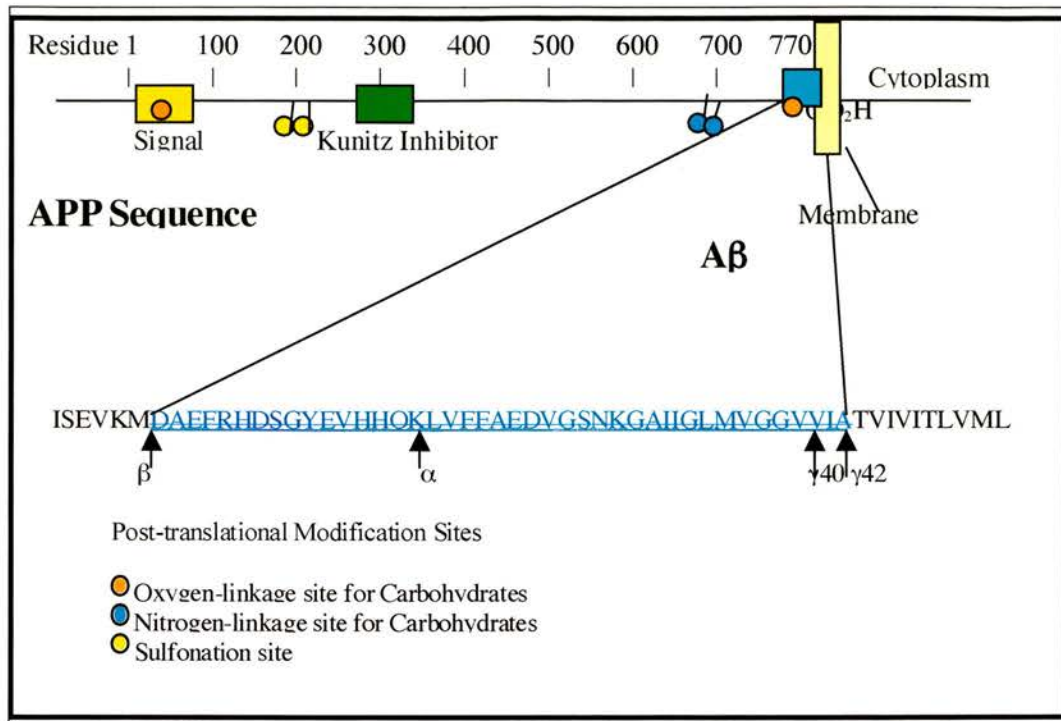 Residue 1 100 200 300 400 500 600 700 770
Cytoplasm
Signal Kunitz Inhibitor
APP Sequence
Membrane
Aβ
ISEVKMDAEFRHDSGYEVHHQKLVFFAEDVGSNKGAIIGLMVGGVVIATVIVITLVML
β α γ40 γ42
Post-translational Modification Sites
Oxygen-linkage site for Carbohydrates
Nitrogen-linkage site for Carbohydrates
Sulfonation site